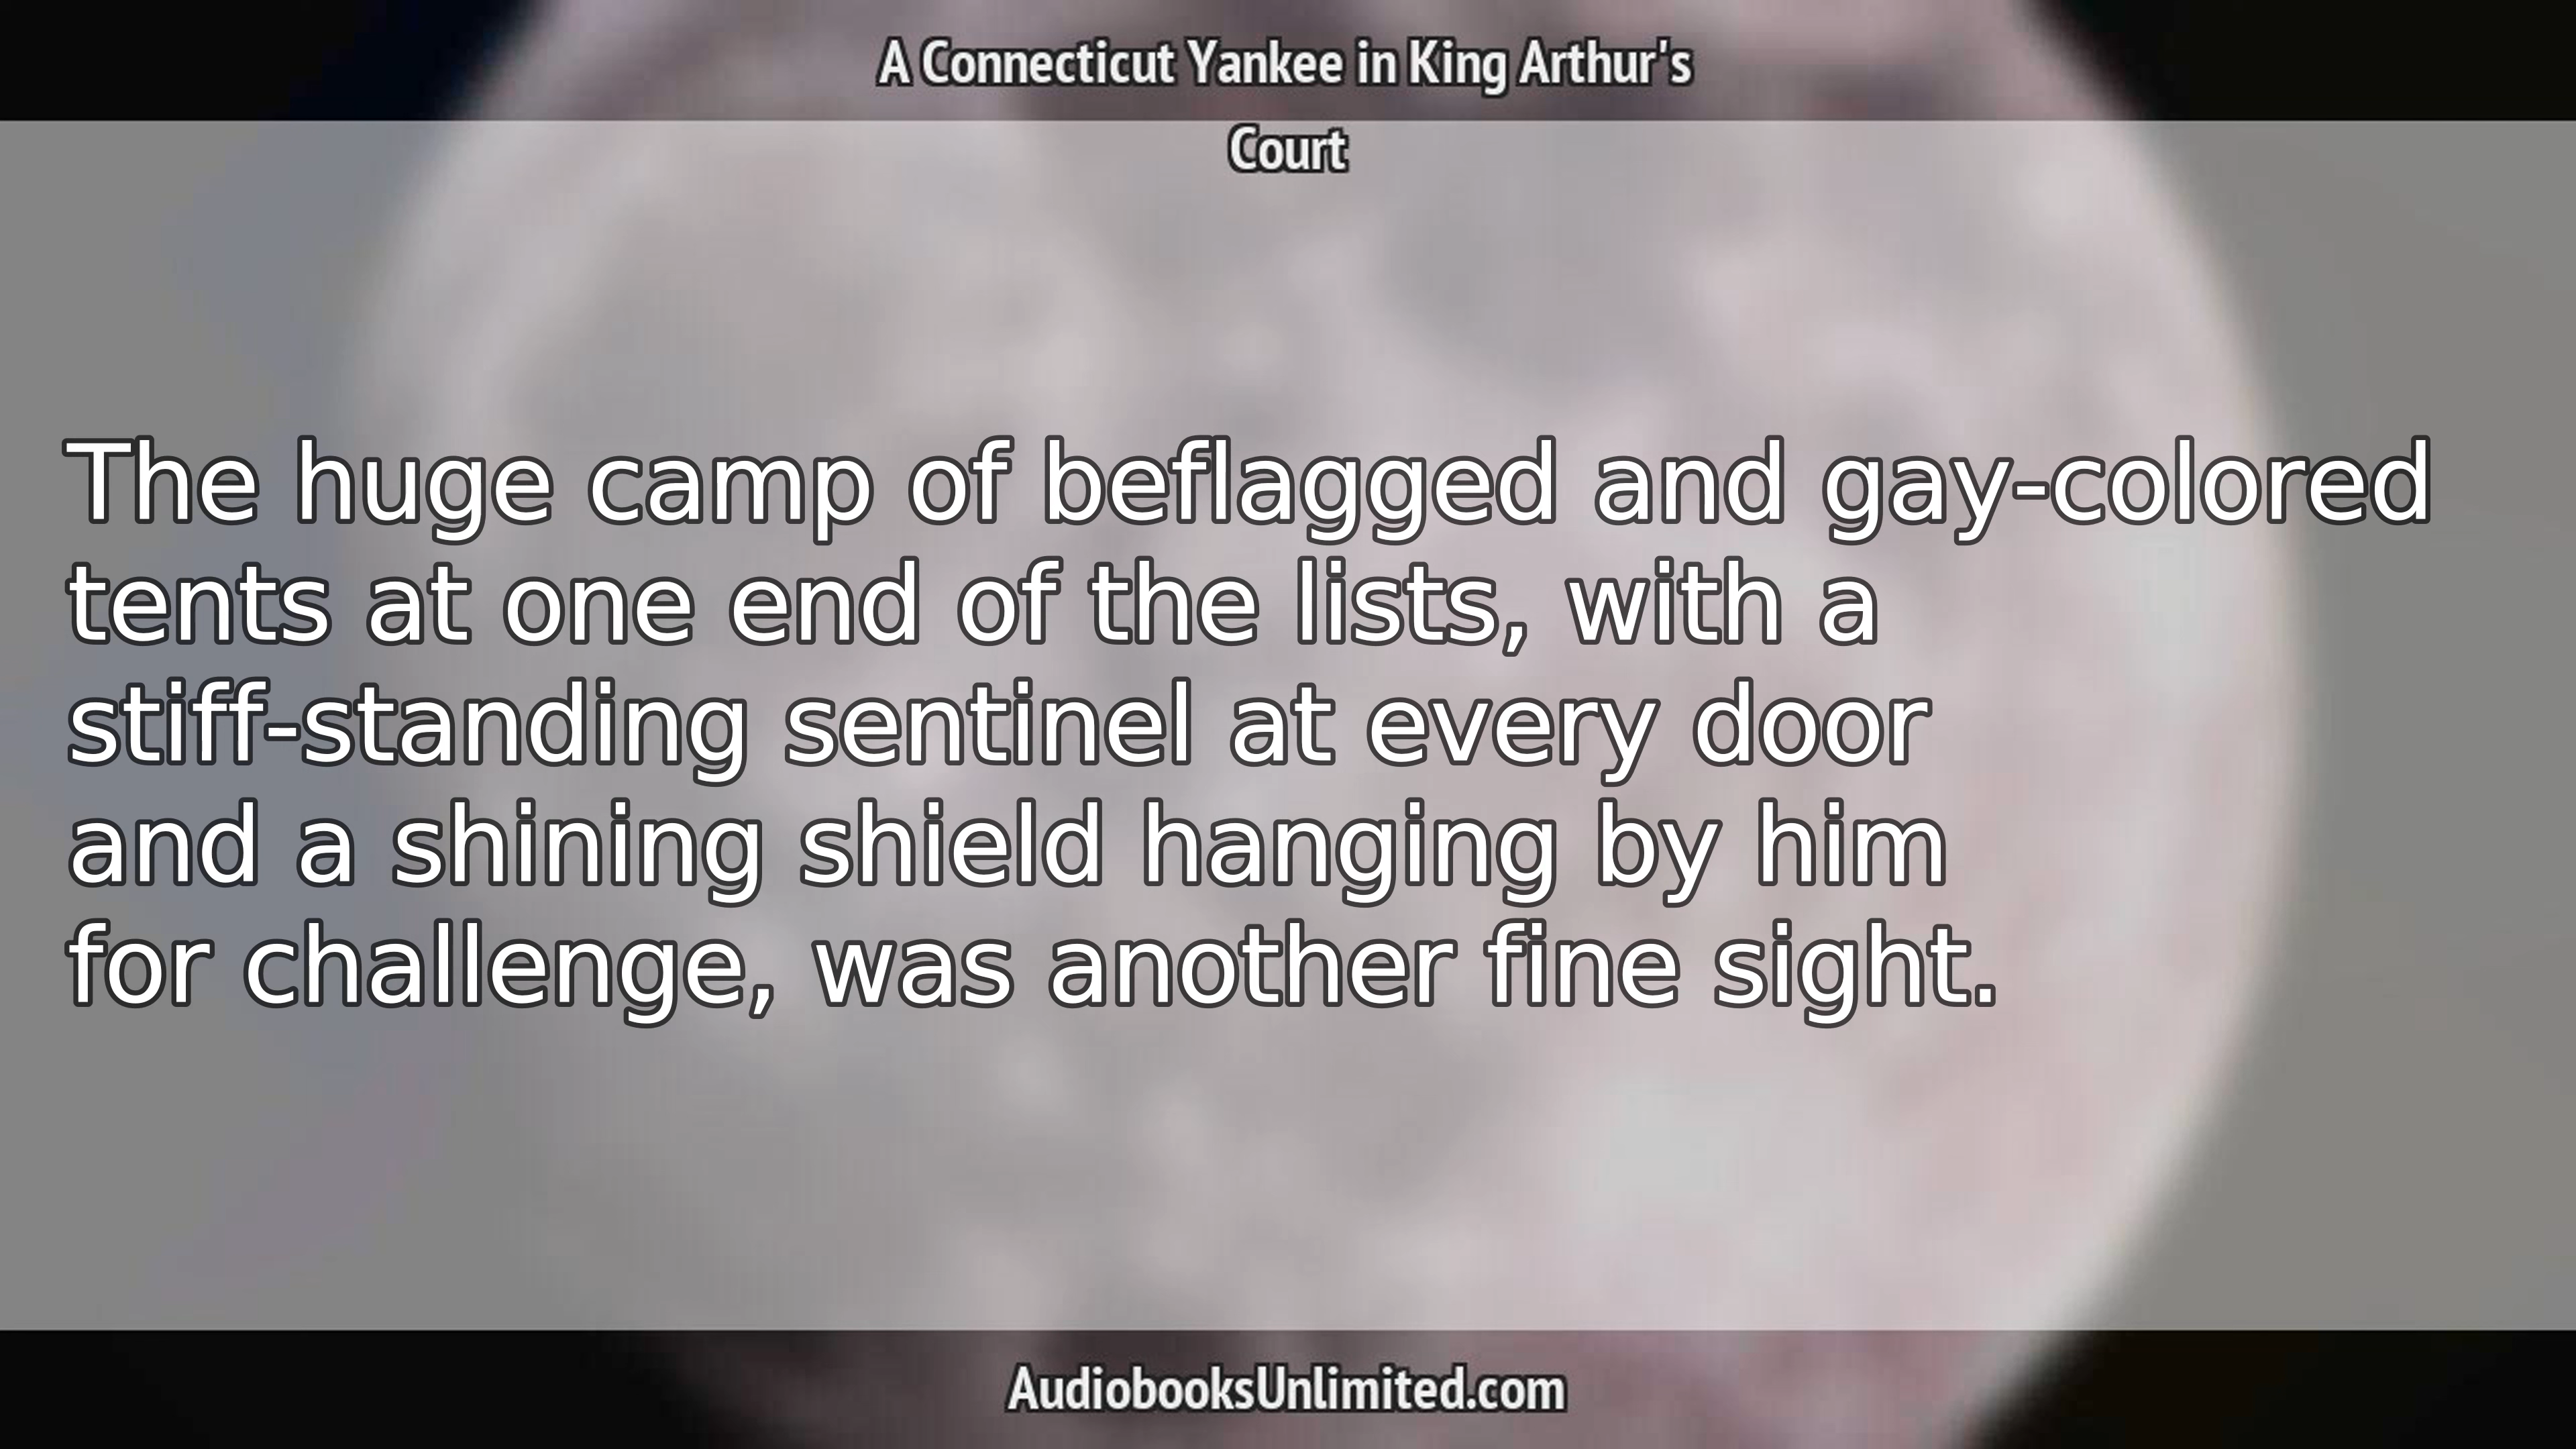 A Connecticut Yankee in King Arthur's
Court
The huge camp of beflagged and gay-colored
tents at one end of the lists, with a
stiff-standing sentinel at every door
and a shining shield hanging by him
for challenge, was another fine sight.
AudiobooksUnlimited.com